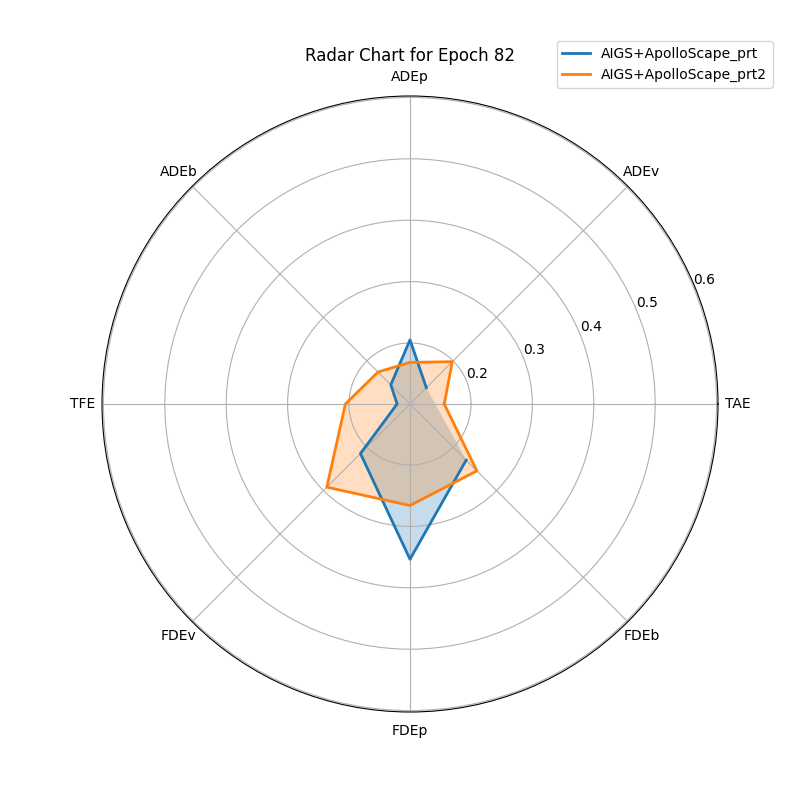 Radar Chart for Epoch 82
AIGS+ApolloScape_prt
AIGS+ApolloScape_prt2
ADEp
ADEb
ADEv
0.6
0.5
0.4
0.3
0.2
TFE
TAE
FDEv
FDEb
FDEp